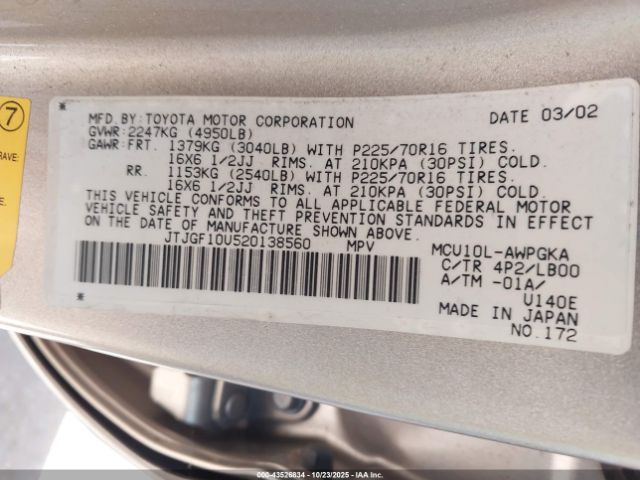 7
RAVE:
MFD.BY:TOYOTA MOTOR CORPORATION DATE 03/02
GVWR:2247KG (4950LB)
GAWR:FRT. 1379KG (3040LB) WITH P225/70R16 TIRES.
16X6 1/2JJ RIMS. AT 210KPA (30PSI) COLD.
RR. 1153KG (2540LB) WITH P225/70R16 TIRES.
16X6 1/2JJ RIMS. AT 210KPA (30PSI) COLD.
THIS VEHICLE CONFORMS TO ALL APPLICABLE FEDERAL MOTOR
VEHICLE SAFETY AND THEFT PREVENTION STANDARDS IN EFFECT
ON THE DATE OF MANUFACTURE SHOWN ABOVE.
JTJGF10U520138560 MPV MCU10L-AWPGKA
C/TR 4P2/LB00
A/TM -01A/
U140E
MADE IN JAPAN
NO.172
000-43526834 - 10/23/2025 - IAA Inc.